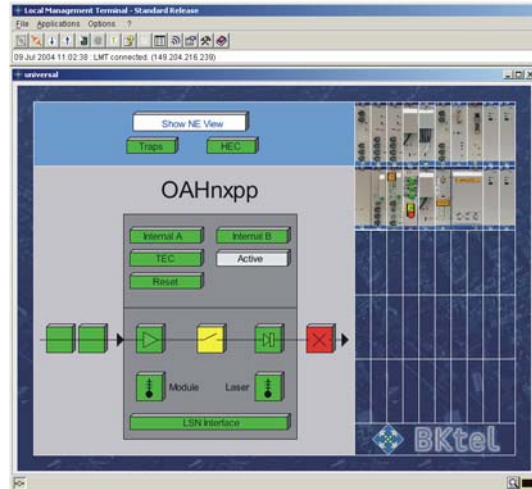 Local Management Terminal - Standard Release
File Applications Options ?
09 Jul 2004 11:02:38 : LMT connected. (149.204.216.239)
universal
Show NE View
Traps HEC
OAHnxpp
Internal A Internal B
TEC Active
Reset
Module Laser
LSN Interface
BKtel